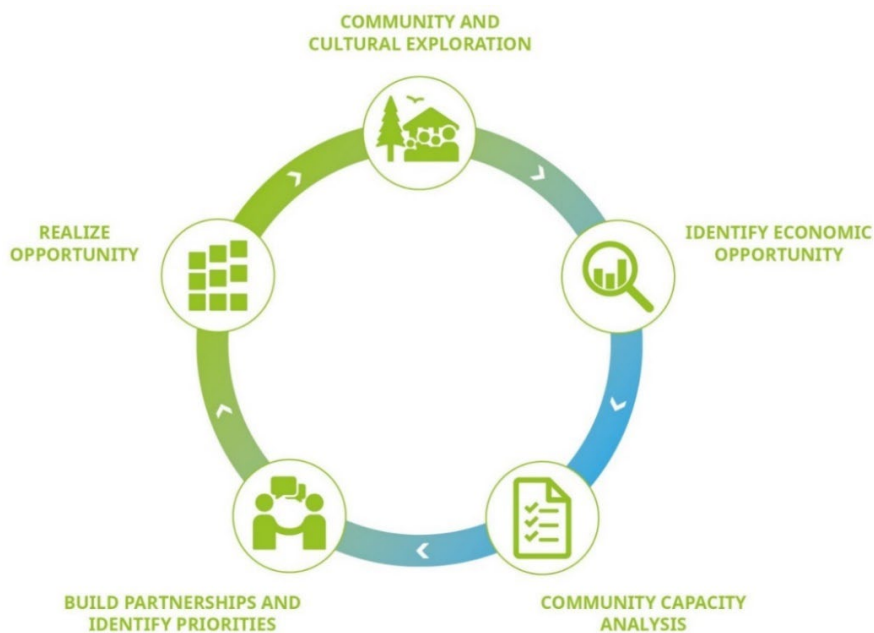 COMMUNITY AND
CULTURAL EXPLORATION
IDENTIFY ECONOMIC
OPPORTUNITY
COMMUNITY CAPACITY
ANALYSIS
BUILD PARTNERSHIPS AND
IDENTIFY PRIORITIES
REALIZE
OPPORTUNITY